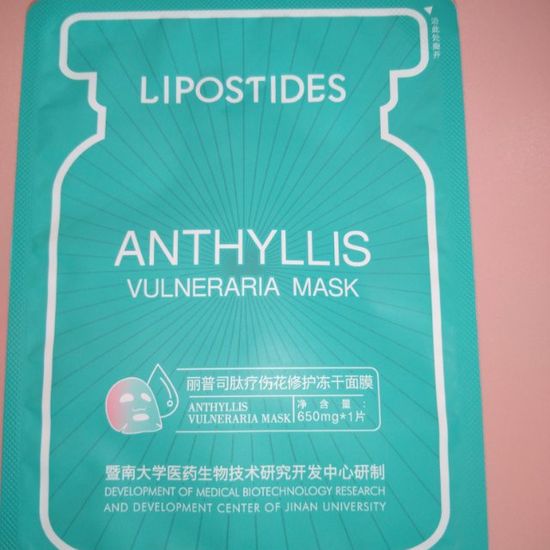 沿此处撕开
LIPOSTIDES
ANTHYLLIS
VULNERARIA MASK
丽普司肽疗伤花修护冻干面膜
ANTHYLLIS
VULNERARIA MASK
净含量:
650mg*1片
暨南大学医药生物技术研究开发中心研制
DEVELOPMENT OF MEDICAL BIOTECHNOLOGY RESEARCH
AND DEVELOPMENT CENTER OF JINAN UNIVERSITY